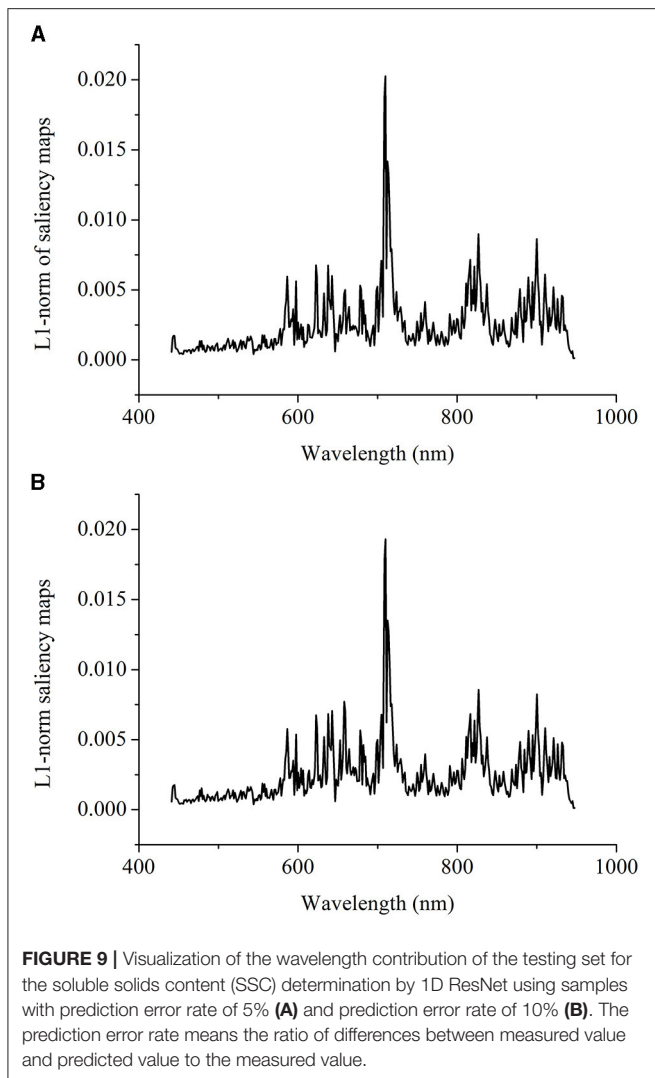 A
0.020
0.015
0.010
0.005
0.000
L1-norm of saliency maps
400 600 800 1000
Wavelength (nm)
B
0.020
0.015
0.010
0.005
0.000
L1-norm saliency maps
400 600 800 1000
Wavelength (nm)
FIGURE 9 | Visualization of the wavelength contribution of the testing set for
the soluble solids content (SSC) determination by 1D ResNet using samples
with prediction error rate of 5% (A) and prediction error rate of 10% (B). The
prediction error rate means the ratio of differences between measured value
and predicted value to the measured value.